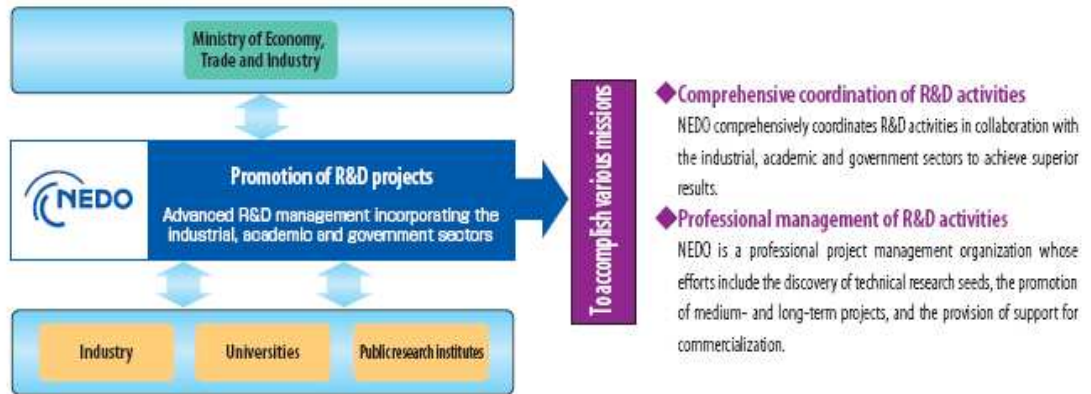 Ministry of Economy,
Trade and Industry
NEDO
Promotion of R&D projects
Advanced R&D management incorporating the
industrial, academic and government sectors
Industry
Universities
Public research institutes
To accomplish various missions
◆Comprehensive coordination of R&D activities
NEDO comprehensively coordinates R&D activities in collaboration with
the industrial, academic and government sectors to achieve superior
results.
◆Professional management of R&D activities
NEDO is a professional project management organization whose
efforts include the discovery of technical research seeds, the promotion
of medium- and long-term projects, and the provision of support for
commercialization.